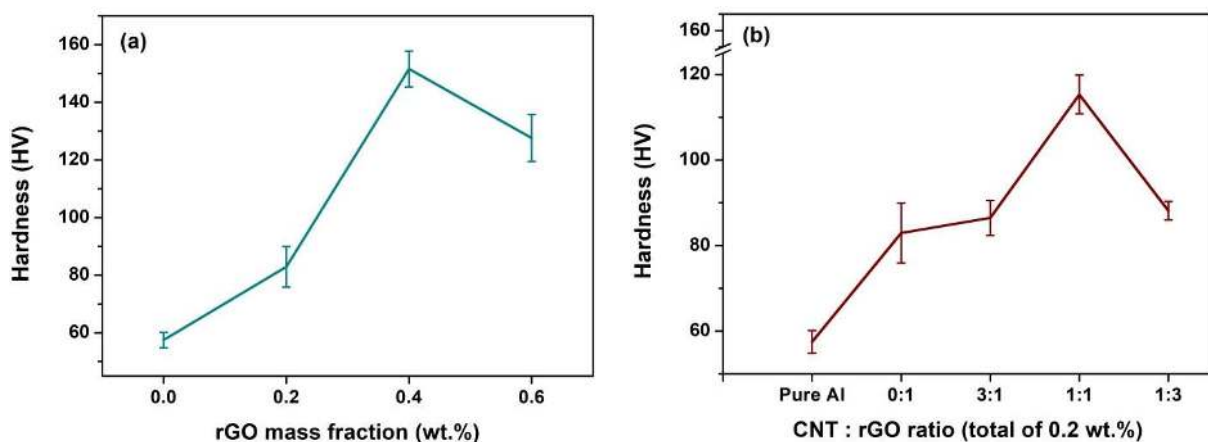 (a)
Hardness (HV)
160
140
120
100
80
60
0.0 0.2 0.4 0.6
rGO mass fraction (wt.%)
(b)
Hardness (HV)
160
120
100
80
60
Pure Al 0:1 3:1 1:1 1:3
CNT : rGO ratio (total of 0.2 wt.%)